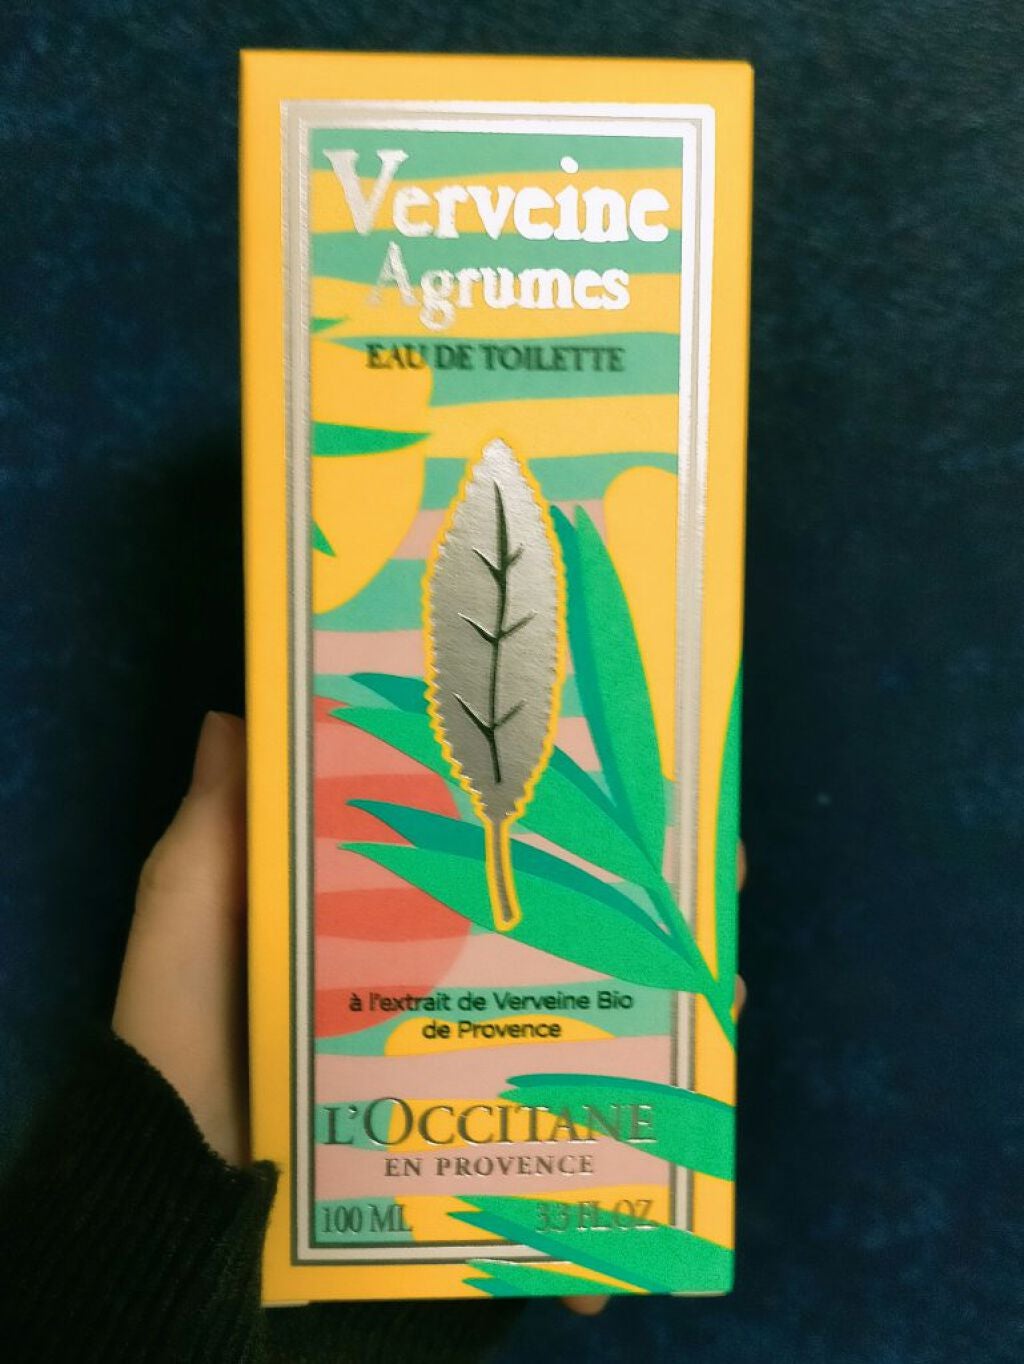 Verveine
Agrumes
EAU DE TOILETTE
à l'extrait de Verveine Bio
de Provence
L'OCCITANE
EN PROVENCE
100 ML 3.3 FL.OZ